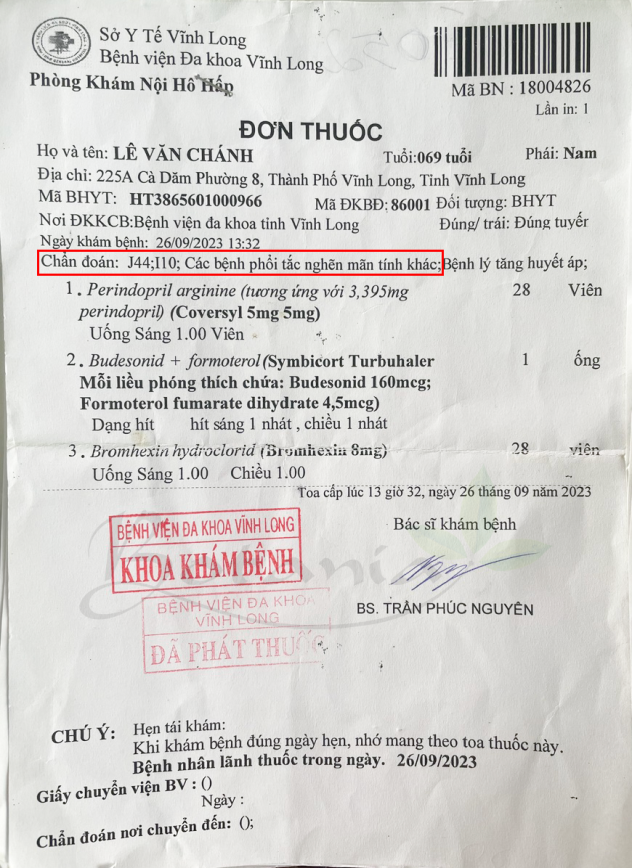 Sở Y Tế Vĩnh Long
Bệnh viện Đa khoa Vĩnh Long
Phòng Khám Nội Hô Hấp
Mã BN : 18004826
Lần in: 1
ĐƠN THUỐC
Họ và tên: LÊ VĂN CHÁNH Tuổi:069 tuổi Phái: Nam
Địa chỉ: 225A Cà Dăm Phường 8, Thành Phố Vĩnh Long, Tỉnh Vĩnh Long
Mã BHYT: HT3865601000966 Mã ĐKBĐ: 86001 Đối tượng: BHYT
Nơi ĐKKCB:Bệnh viện đa khoa tỉnh Vĩnh Long Đúng/ trái: Đúng tuyến
Ngày khám bệnh: 26/09/2023 13:32
Chẩn đoán: J44;I10; Các bệnh phổi tắc nghẽn mãn tính khác;Bệnh lý tăng huyết áp;
1. Perindopril arginine (tương ứng với 3,395mg 28 Viên
perindopril) (Coversyl 5mg 5mg)
Uống Sáng 1.00 Viên
2. Budesonid + formoterol(Symbicort Turbuhaler 1 ống
Mỗi liều phóng thích chứa: Budesonid 160mcg;
Formoterol fumarate dihydrate 4,5mcg)
Dạng hít hít sáng 1 nhát , chiều 1 nhát
3. Bromhexin hydroclorid (Bromhexin 8mg) 28 viên
Uống Sáng 1.00 Chiều 1.00
Toa cấp lúc 13 giờ 32, ngày 26 tháng 09 năm 2023
Bác sĩ khám bệnh
BỆNH VIỆN ĐA KHOA VĨNH LONG
KHOA KHÁM BỆNH
BS. TRẦN PHÚC NGUYÊN
BỆNH VIỆN ĐA KHOA
VĨNH LONG
ĐÃ PHÁT THUỐC
CHÚ Ý: Hẹn tái khám:
Khi khám bệnh đúng ngày hẹn, nhớ mang theo toa thuốc này.
Bệnh nhân lãnh thuốc trong ngày. 26/09/2023
Giấy chuyển viện BV : ()
Ngày :
Chẩn đoán nơi chuyển đến: ();